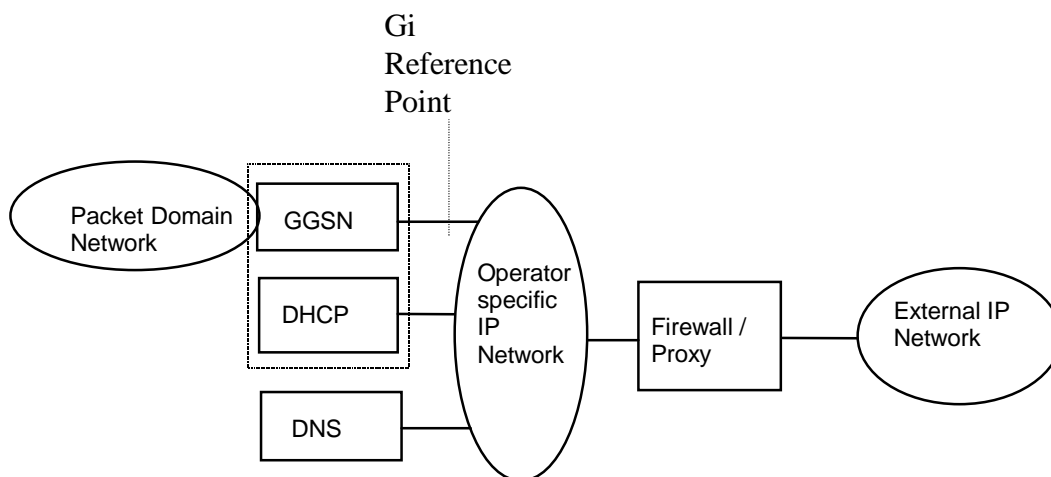 Gi
Reference
Point
Packet Domain
Network
GGSN
DHCP
DNS
Operator
specific
IP
Network
Firewall /
Proxy
External IP
Network